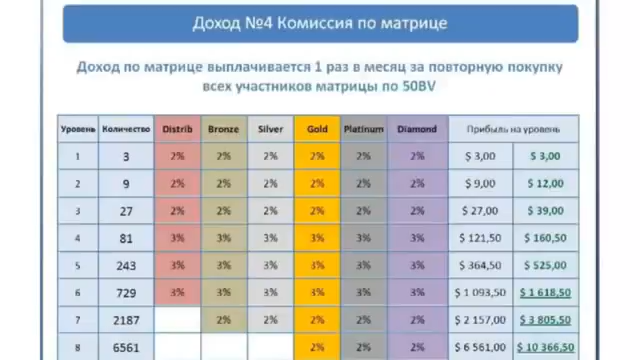 Доход №4 Комиссия по матрице
Доход по матрице выплачивается 1 раз в месяц за повторную покупку
всех участников матрицы по 50BV
Уровень Количество Distrib Bronze Silver Gold Platinum Diamond Прибыль на уровень
1 3 2% 2% 2% 2% 2% 2% $ 3,00 $ 3,00
2 9 2% 2% 2% 2% 2% 2% $ 9,00 $ 12,00
3 27 2% 2% 2% 2% 2% 2% $ 27,00 $ 39,00
4 81 3% 3% 3% 3% 3% 3% $ 121,50 $ 160,50
5 243 3% 3% 3% 3% 3% 3% $ 364,50 $ 525,00
6 729 3% 3% 3% 3% 3% 3% $ 1 093,50 $ 1 618,50
7 2187 2% 2% 2% 2% 2% $ 2 157,00 $ 3 805,50
8 6561 2% 2% 2% $ 6 561,00 $ 10 366,50